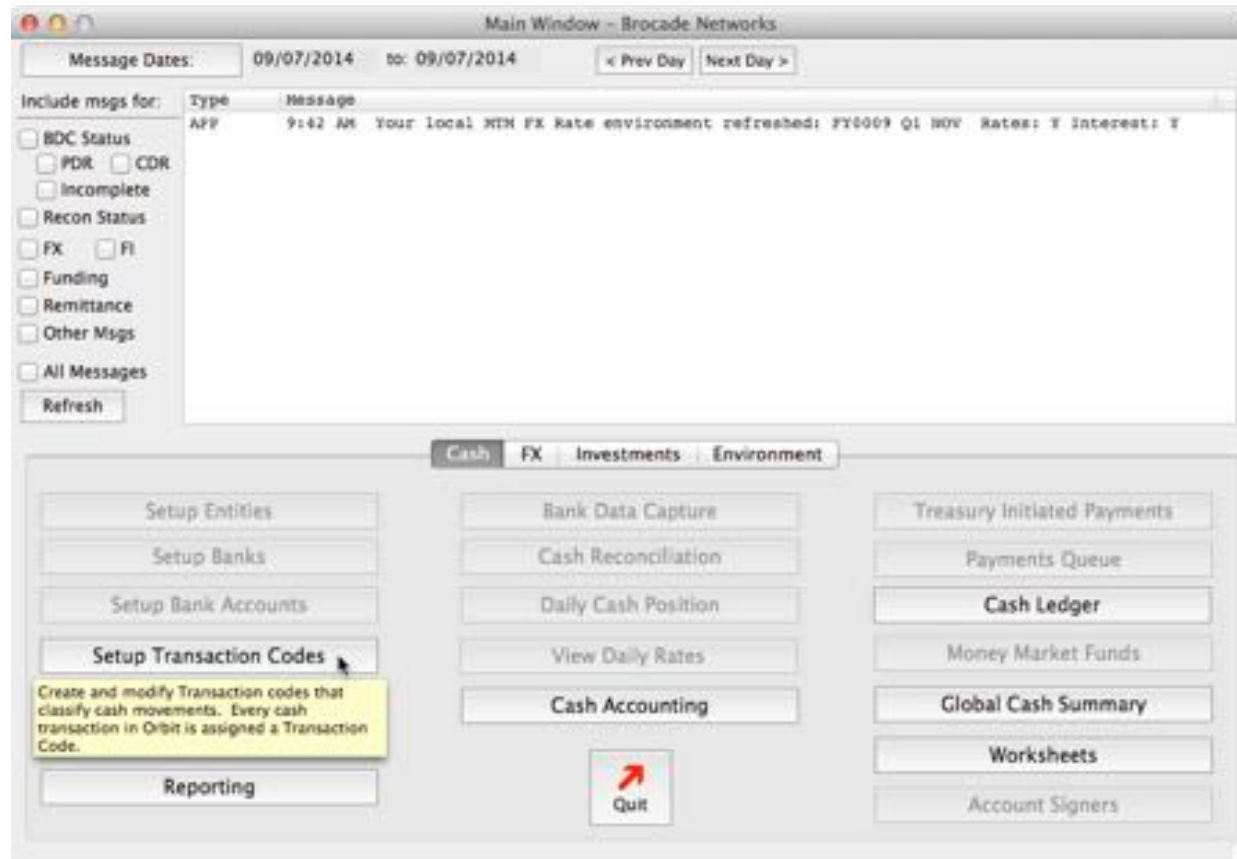 Main Window - Brocade Networks
Message Dates: 09/07/2014 to: 09/07/2014 < Prev Day Next Day >
Include msgs for: Type Message
APP 9:42 AM Your local MTM FX Rate environment refreshed: FY0009 Q1 NOV Rates: Y Interest: Y
BDC Status
PDR CDR
Incomplete
Recon Status
FX FI
Funding
Remittance
Other Msgs
All Messages
Refresh
Cash FX Investments Environment
Setup Entities Bank Data Capture Treasury Initiated Payments
Setup Banks Cash Reconciliation Payments Queue
Setup Bank Accounts Daily Cash Position Cash Ledger
Setup Transaction Codes View Daily Rates Money Market Funds
Create and modify Transaction codes that
classify cash movements. Every cash
transaction in Orbit is assigned a Transaction
Code.
Cash Accounting Global Cash Summary
Worksheets
Reporting Quit Account Signers